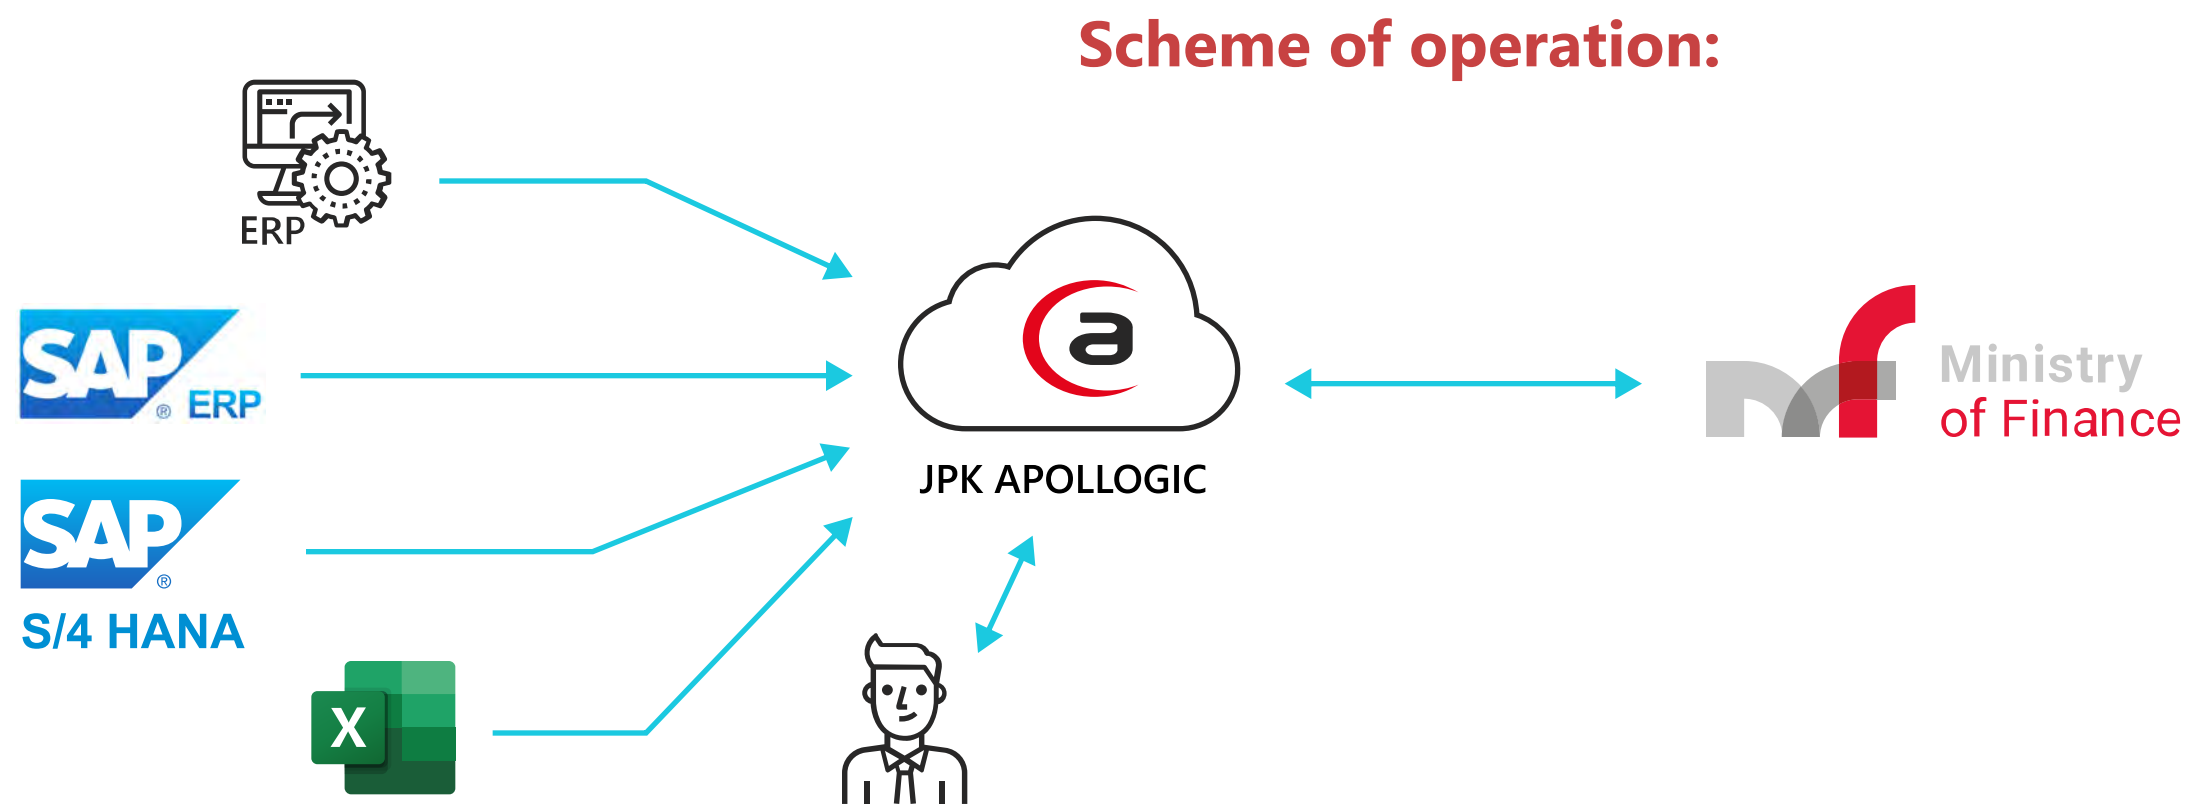 Scheme of operation:
ERP
SAP
® ERP
SAP
®
S/4 HANA
X
a
JPK APOLLOGIC
Ministry
of Finance